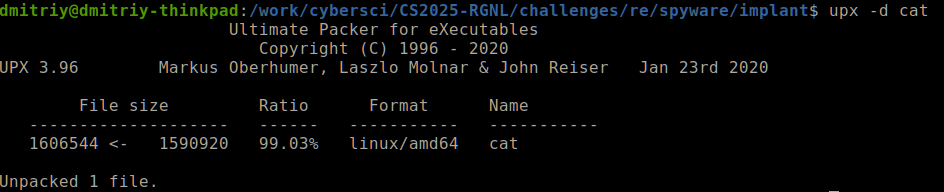 dmitriy@dmitriy-thinkpad:/work/cybersci/CS2025-RGNL/challenges/re/spyware/implant$ upx -d cat
Ultimate Packer for eXecutables
Copyright (C) 1996 - 2020
UPX 3.96 Markus Oberhumer, Laszlo Molnar & John Reiser Jan 23rd 2020
File size Ratio Format Name
-------------------- ------ ----------- -----------
1606544 <- 1590920 99.03% linux/amd64 cat
Unpacked 1 file.